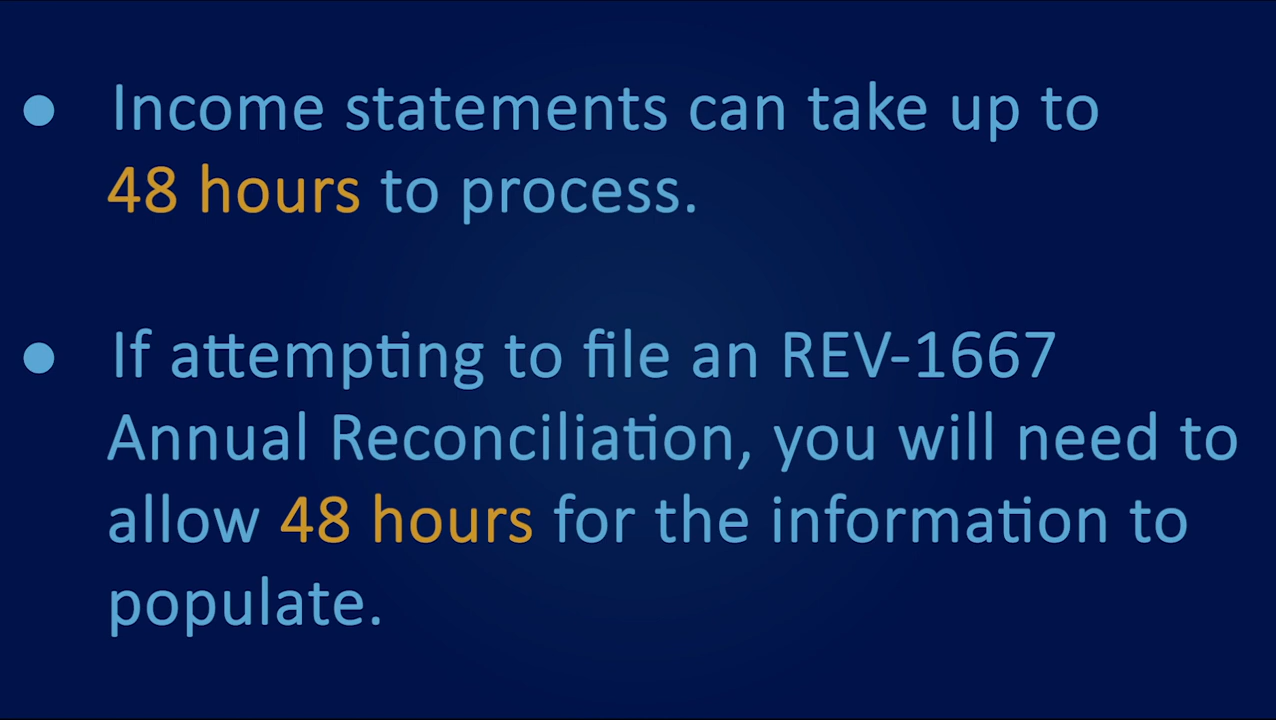 ● Income statements can take up to
48 hours to process.
● If attempting to file an REV-1667
Annual Reconciliation, you will need to
allow 48 hours for the information to
populate.